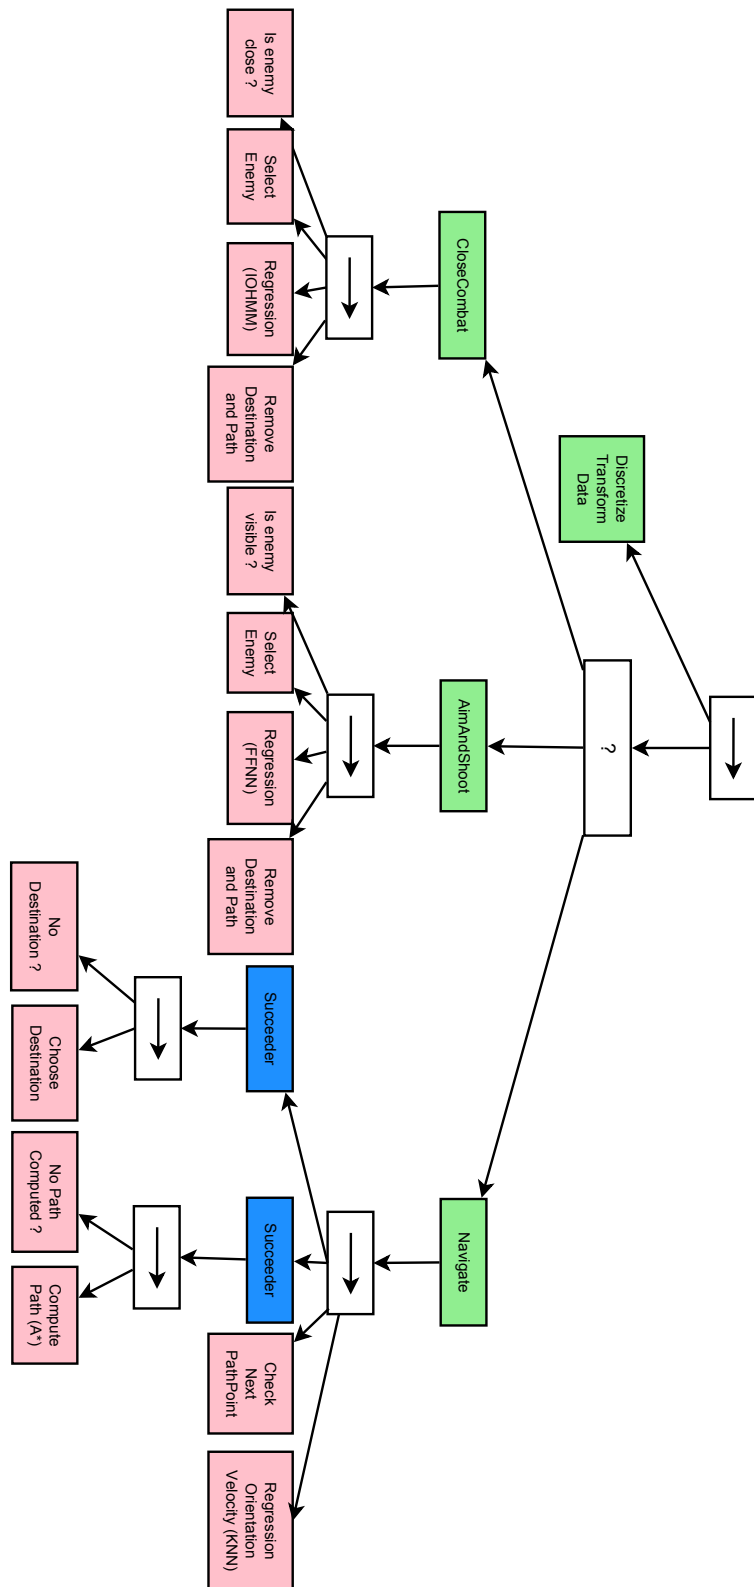 Discretize
Transform
Data
?
CloseCombat
AimAndShoot
Navigate
Is enemy
close ?
Select
Enemy
Regression
(IOHMM)
Remove
Destination
and Path
Is enemy
visible ?
Select
Enemy
Regression
(FFNN)
Remove
Destination
and Path
Succeeder
Succeeder
Check
Next
PathPoint
Regression
Orientation
Velocity (KNN)
No
Destination ?
Choose
Destination
No Path
Computed ?
Compute
Path (A*)